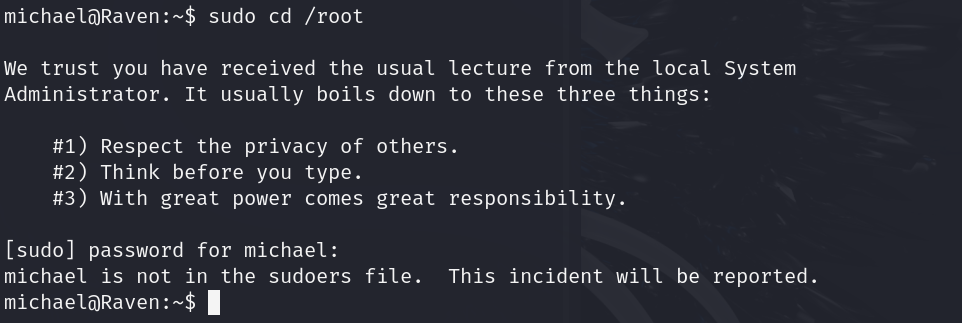 michael@Raven:~$ sudo cd /root
We trust you have received the usual lecture from the local System
Administrator. It usually boils down to these three things:
#1) Respect the privacy of others.
#2) Think before you type.
#3) With great power comes great responsibility.
[sudo] password for michael:
michael is not in the sudoers file.  This incident will be reported.
michael@Raven:~$